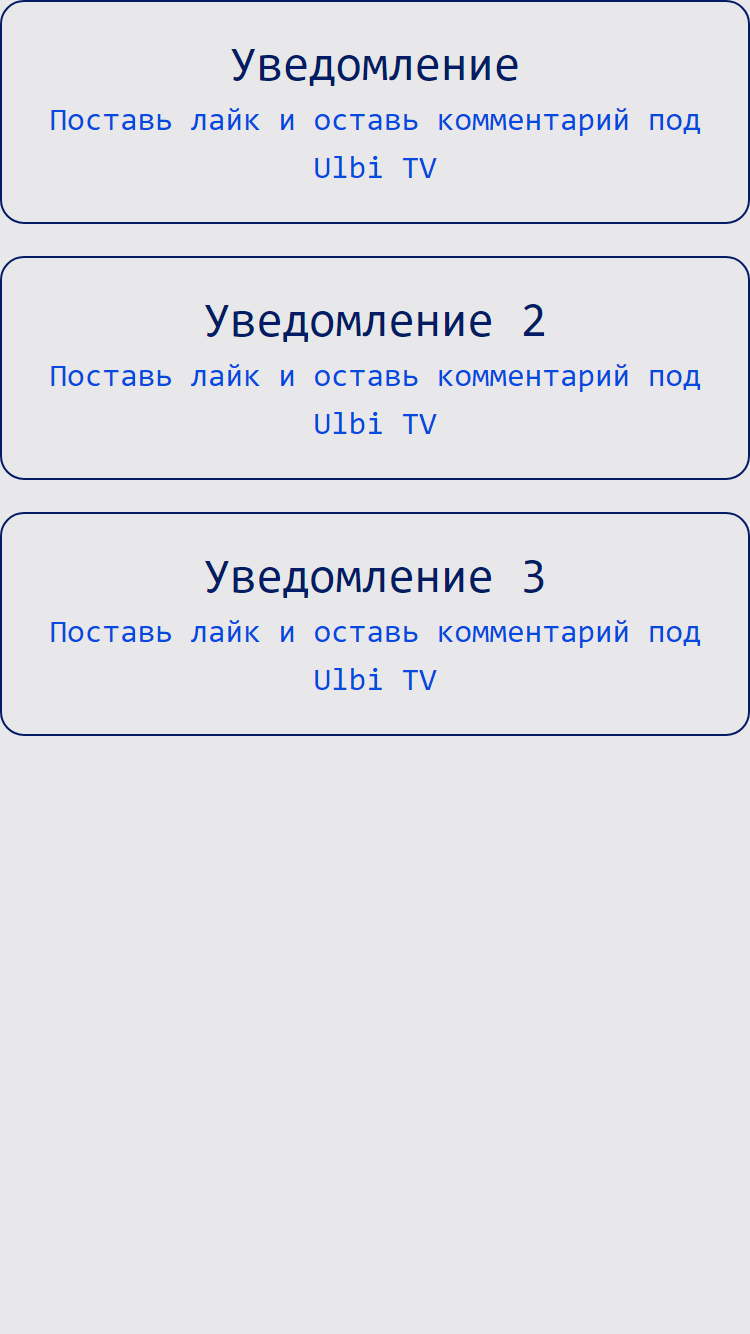 Уведомление
Поставь лайк и оставь комментарий под
Ulbi TV
Уведомление 2
Поставь лайк и оставь комментарий под
Ulbi TV
Уведомление 3
Поставь лайк и оставь комментарий под
Ulbi TV